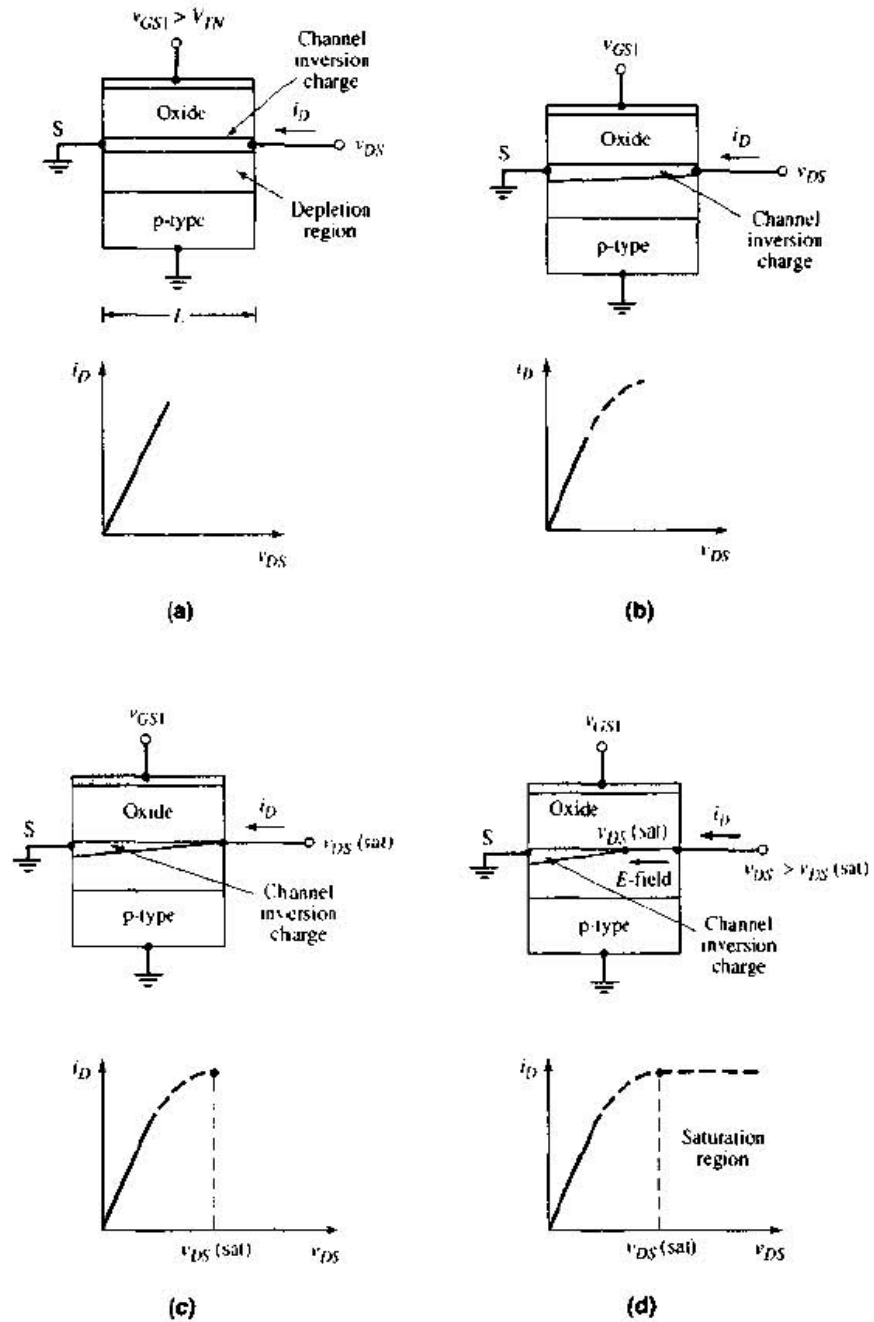 v_GS1 > V_TN
Channel
inversion
charge
Oxide
i_D
S
v_DS
Depletion
region
p-type
L
i_D
v_DS
(a)
v_GS1
S
Oxide
i_D
v_DS
p-type
Channel
inversion
charge
i_D
v_DS
(b)
v_GS1
Oxide
i_D
S
v_DS (sat)
Channel
inversion
charge
p-type
i_D
v_DS (sat)
v_DS
(c)
v_GS1
Oxide
i_D
S
v_DS (sat)
E-field
v_DS > v_DS (sat)
p-type
Channel
inversion
charge
i_D
Saturation
region
v_DS (sat)
v_DS
(d)